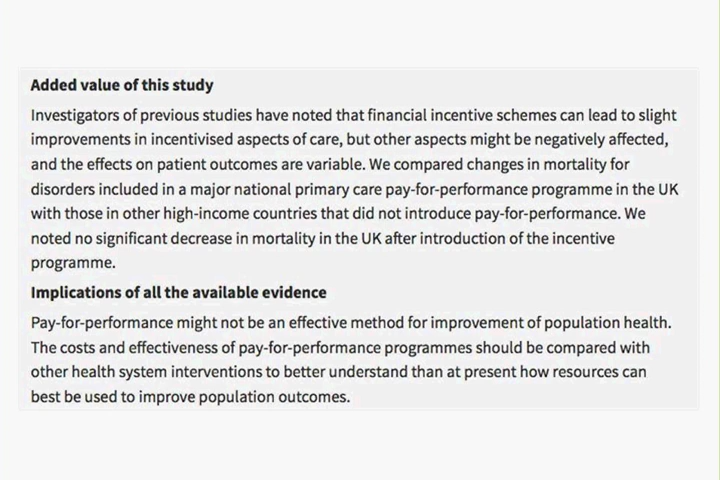 Added value of this study
Investigators of previous studies have noted that financial incentive schemes can lead to slight
improvements in incentivised aspects of care, but other aspects might be negatively affected,
and the effects on patient outcomes are variable. We compared changes in mortality for
disorders included in a major national primary care pay-for-performance programme in the UK
with those in other high-income countries that did not introduce pay-for-performance. We
noted no significant decrease in mortality in the UK after introduction of the incentive
programme.
Implications of all the available evidence
Pay-for-performance might not be an effective method for improvement of population health.
The costs and effectiveness of pay-for-performance programmes should be compared with
other health system interventions to better understand than at present how resources can
best be used to improve population outcomes.